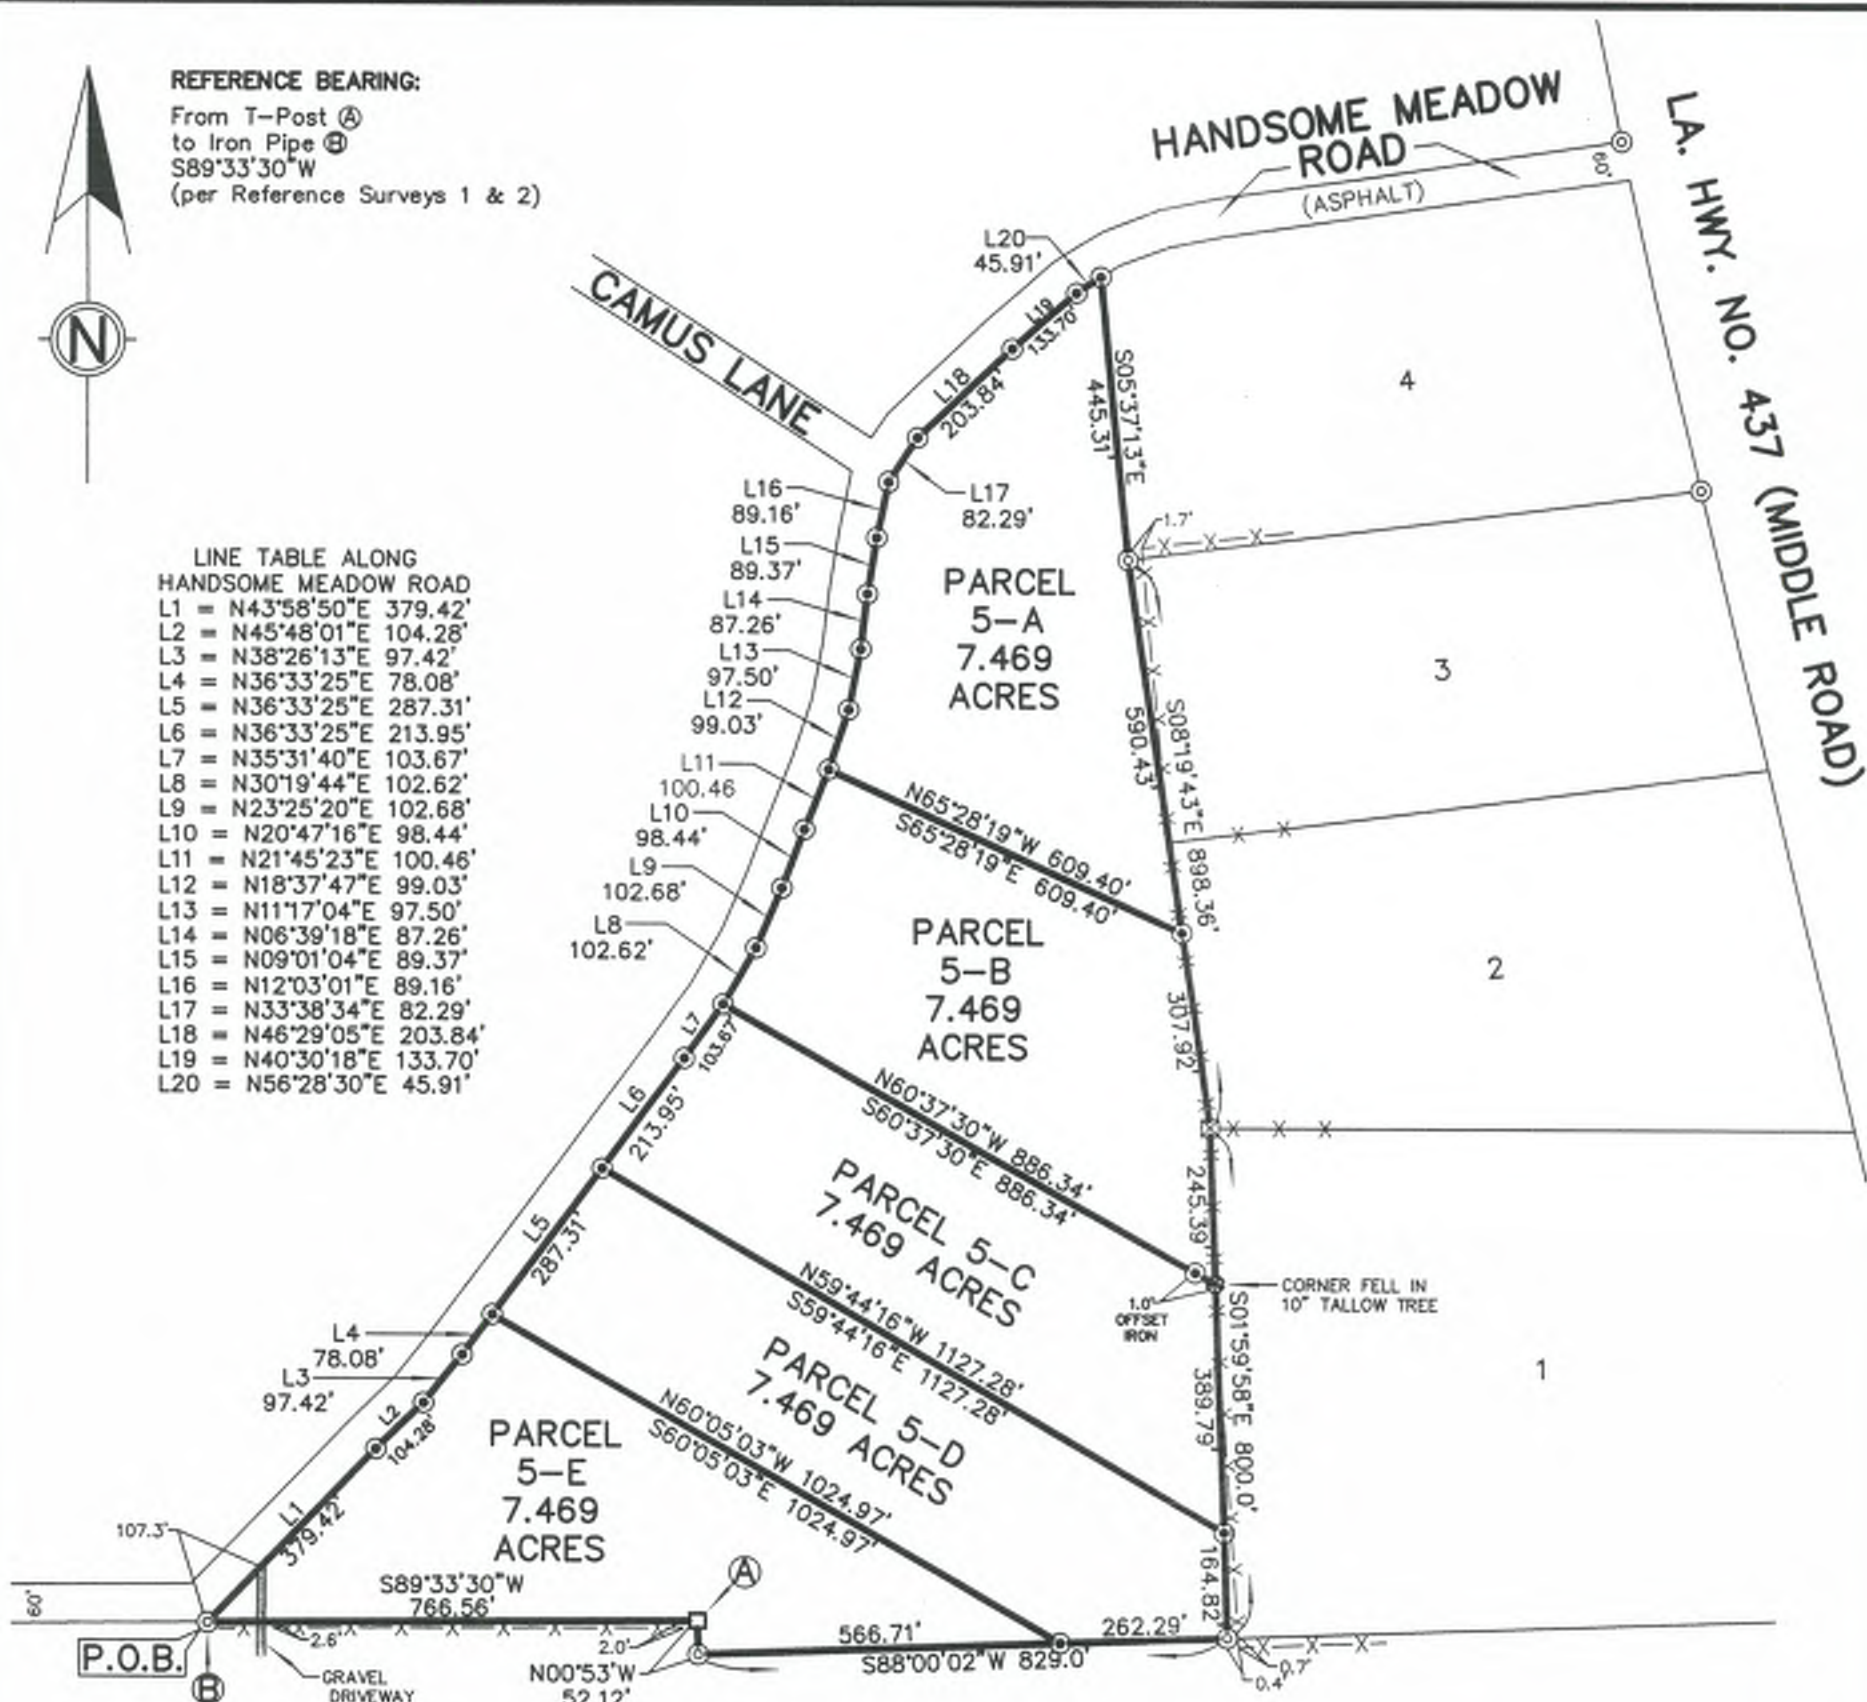 REFERENCE BEARING:
From T-Post Ⓐ
to Iron Pipe Ⓑ
S89°33'30"W
(per Reference Surveys 1 & 2)
N
HANDSOME MEADOW
ROAD
(ASPHALT)
60'
LA. HWY. NO. 437 (MIDDLE ROAD)
CAMUS LANE
LINE TABLE ALONG
HANDSOME MEADOW ROAD
L1 = N43°58'50"E 379.42'
L2 = N45°48'01"E 104.28'
L3 = N38°26'13"E 97.42'
L4 = N36°33'25"E 78.08'
L5 = N36°33'25"E 287.31'
L6 = N36°33'25"E 213.95'
L7 = N35°31'40"E 103.67'
L8 = N30°19'44"E 102.62'
L9 = N23°25'20"E 102.68'
L10 = N20°47'16"E 98.44'
L11 = N21°45'23"E 100.46'
L12 = N18°37'47"E 99.03'
L13 = N11°17'04"E 97.50'
L14 = N06°39'18"E 87.26'
L15 = N09°01'04"E 89.37'
L16 = N12°03'01"E 89.16'
L17 = N33°38'34"E 82.29'
L18 = N46°29'05"E 203.84'
L19 = N40°30'18"E 133.70'
L20 = N56°28'30"E 45.91'
L20
45.91'
L19
133.70'
L18
203.84'
L17
82.29'
L16
89.16'
L15
89.37'
L14
87.26'
L13
97.50'
L12
99.03'
L11
100.46
L10
98.44'
L9
102.68'
L8
102.62'
L7
103.67'
L6
213.95'
L5
287.31'
L4
78.08'
L3
97.42'
L2
104.28'
L1
379.42'
107.3'
S05°37'13"E
445.31'
1.7'
4
3
2
1
PARCEL
5-A
7.469
ACRES
590.43'
S08°19'43"E 898.36'
N65°28'19"W 609.40'
S65°28'19"E 609.40'
PARCEL
5-B
7.469
ACRES
307.92'
N60°37'30"W 886.34'
S60°37'30"E 886.34'
245.39'
PARCEL 5-C
7.469 ACRES
1.0'
OFFSET
IRON
CORNER FELL IN
10" TALLOW TREE
S01°59'58"E 800.0'
389.79'
N59°44'16"W 1127.28'
S59°44'16"E 1127.28'
PARCEL 5-D
7.469 ACRES
N60°05'03"W 1024.97'
S60°05'03"E 1024.97'
164.82'
PARCEL
5-E
7.469
ACRES
S89°33'30"W
766.56'
A
60'
P.O.B.
B
2.6'
GRAVEL
DRIVEWAY
2.0'
N00°53'W
52.12'
566.71'
262.29'
S88°00'02"W 829.0'
0.7'
0.4'